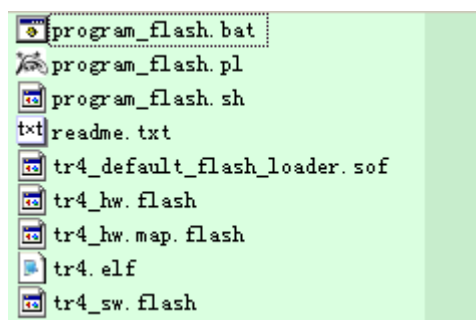 program_flash.bat
program_flash.pl
program_flash.sh
txt readme.txt
tr4_default_flash_loader.sof
tr4_hw.flash
tr4_hw.map.flash
tr4.elf
tr4_sw.flash